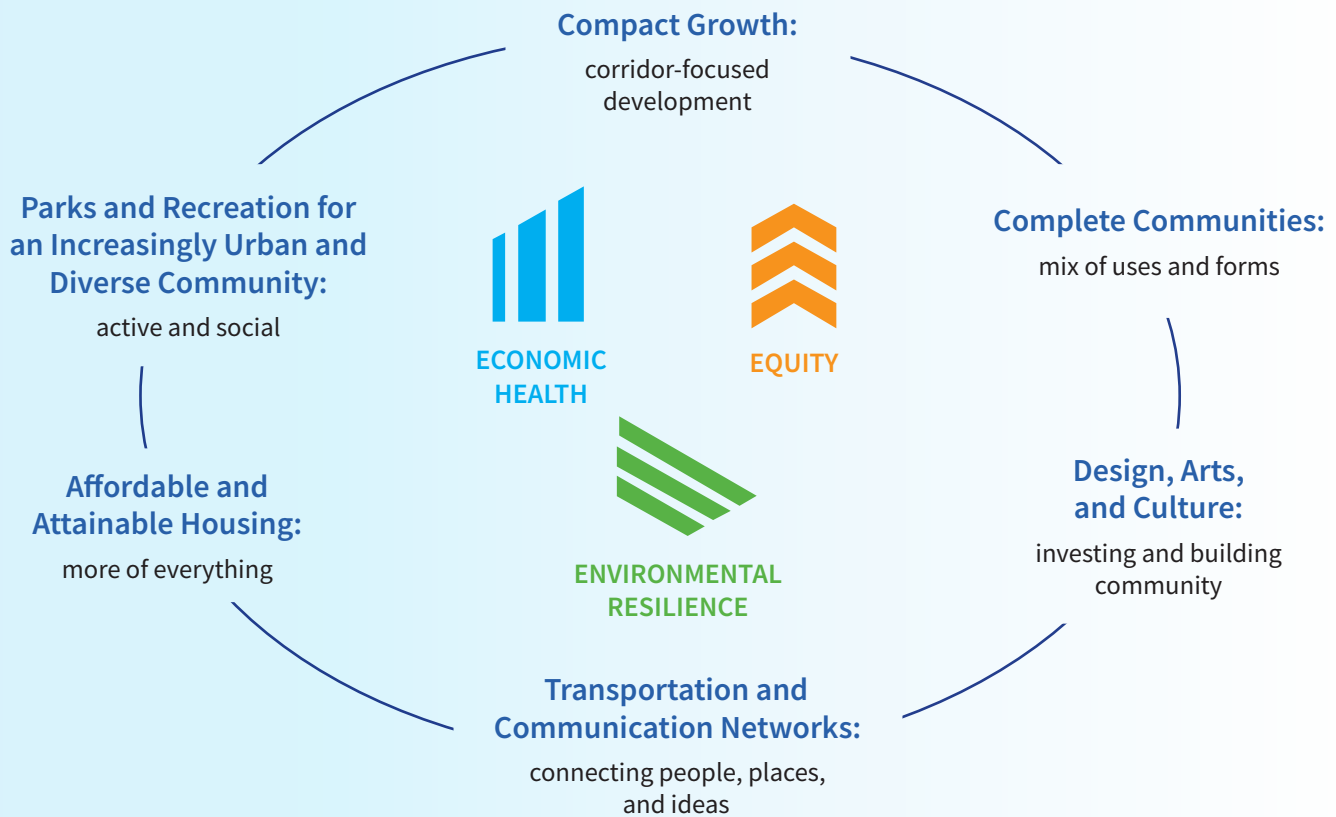 Compact Growth:
corridor-focused
development
Parks and Recreation for
an Increasingly Urban and
Diverse Community:
active and social
Complete Communities:
mix of uses and forms
ECONOMIC
HEALTH
EQUITY
Affordable and
Attainable Housing:
more of everything
Design, Arts,
and Culture:
investing and building
community
ENVIRONMENTAL
RESILIENCE
Transportation and
Communication Networks:
connecting people, places,
and ideas